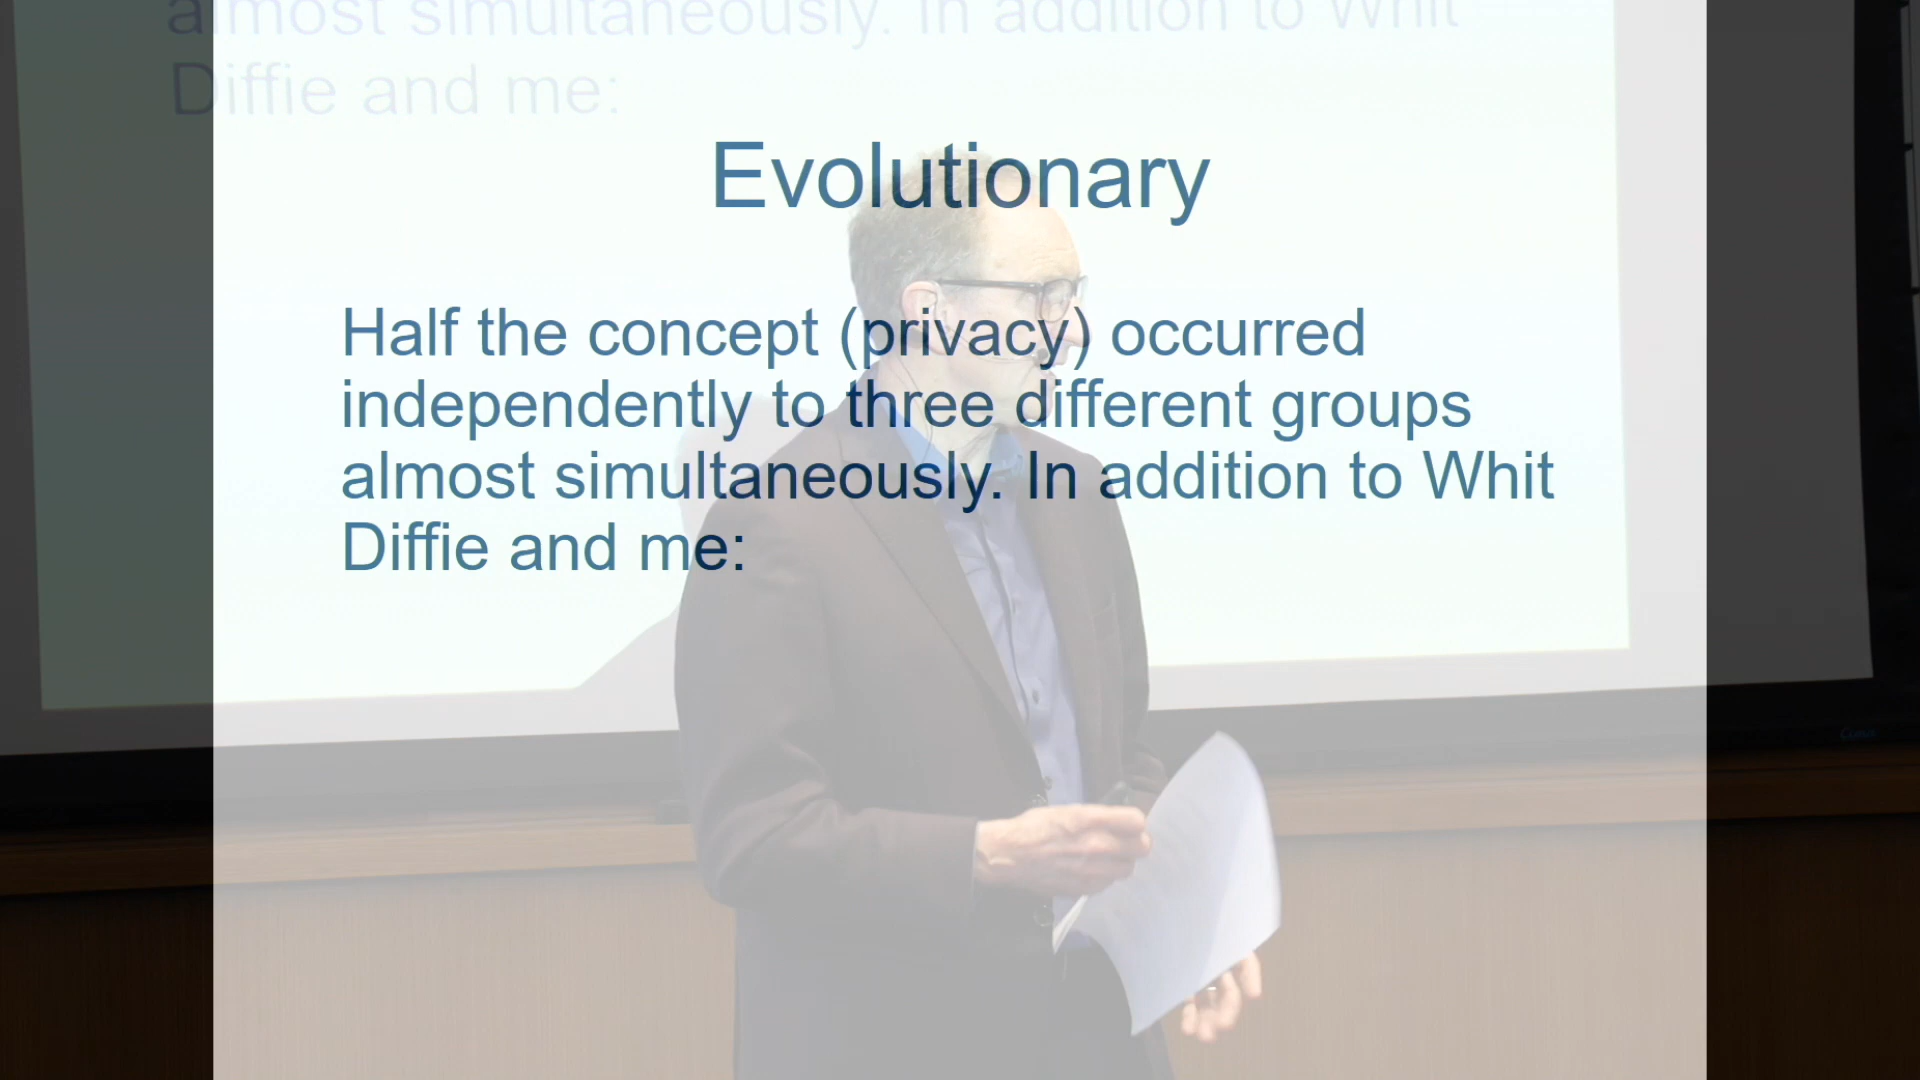 almost simultaneously. In addition to Whit
Diffie and me:
Evolutionary
Half the concept (privacy) occurred
independently to three different groups
almost simultaneously. In addition to Whit
Diffie and me: